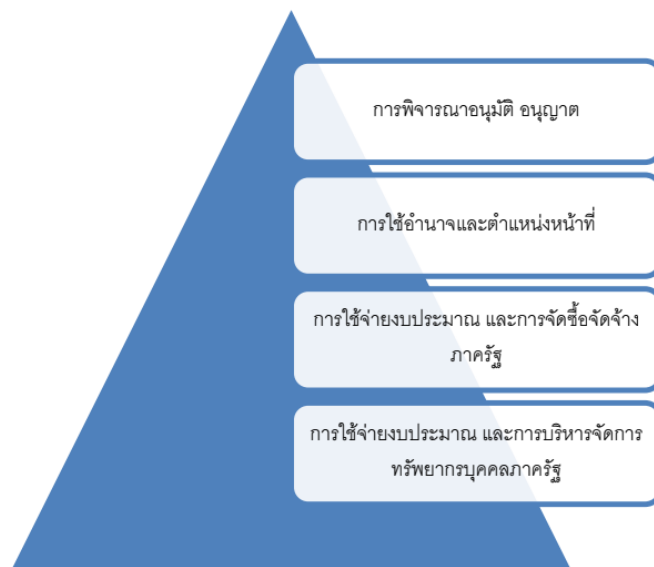 การพิจารณาอนุมัติ อนุญาต
การใช้อำนาจและตำแหน่งหน้าที่
การใช้จ่ายงบประมาณ และการจัดซื้อจัดจ้าง
ภาครัฐ
การใช้จ่ายงบประมาณ และการบริหารจัดการ
ทรัพยากรบุคคลภาครัฐ